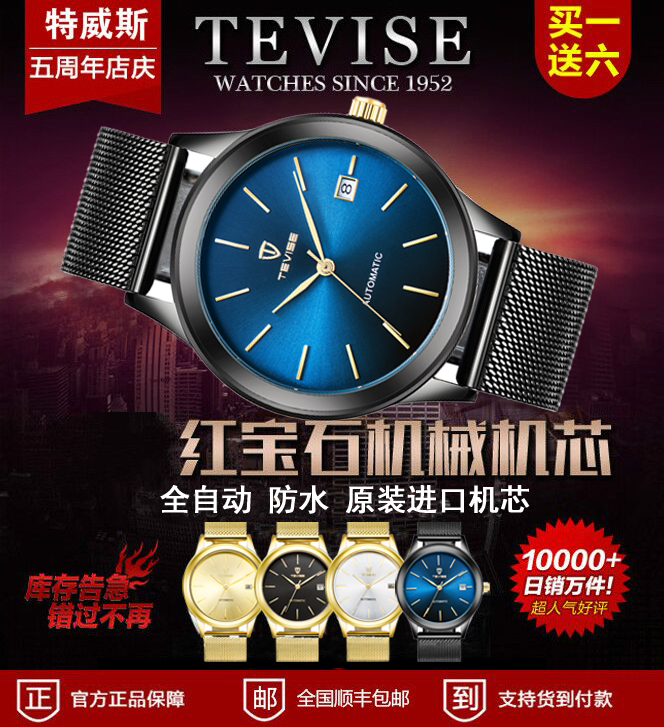 特威斯
五周年店庆
TEVISE
WATCHES SINCE 1952
买一
送六
8
TEVISE
AUTOMATIC
红宝石机械机芯
全自动 防水 原装进口机芯
库存告急
错过不再
TEVISE
TEVISE
10000+
日销万件!
超人气好评
正 官方正品保障
邮 全国顺丰包邮
到 支持货到付款